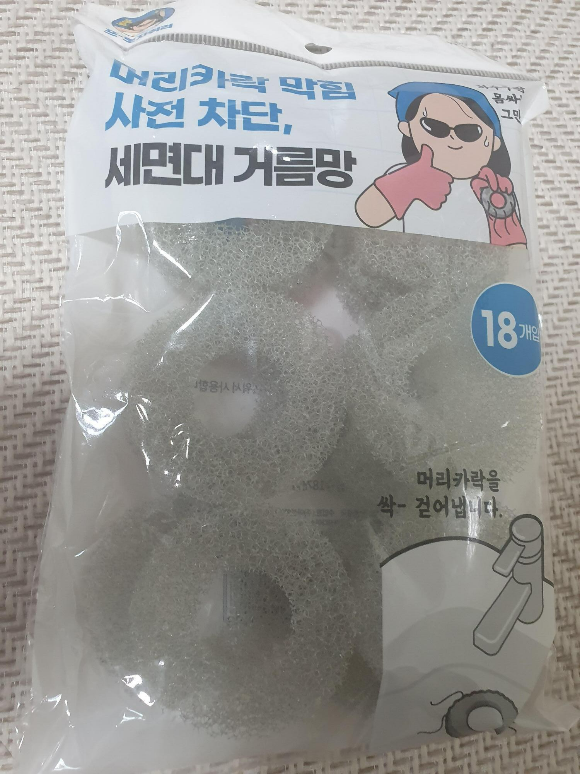 머리카락 막힘
사전 차단,
세면대 거름망
18개입
머리카락을
싹- 걷어냅니다.